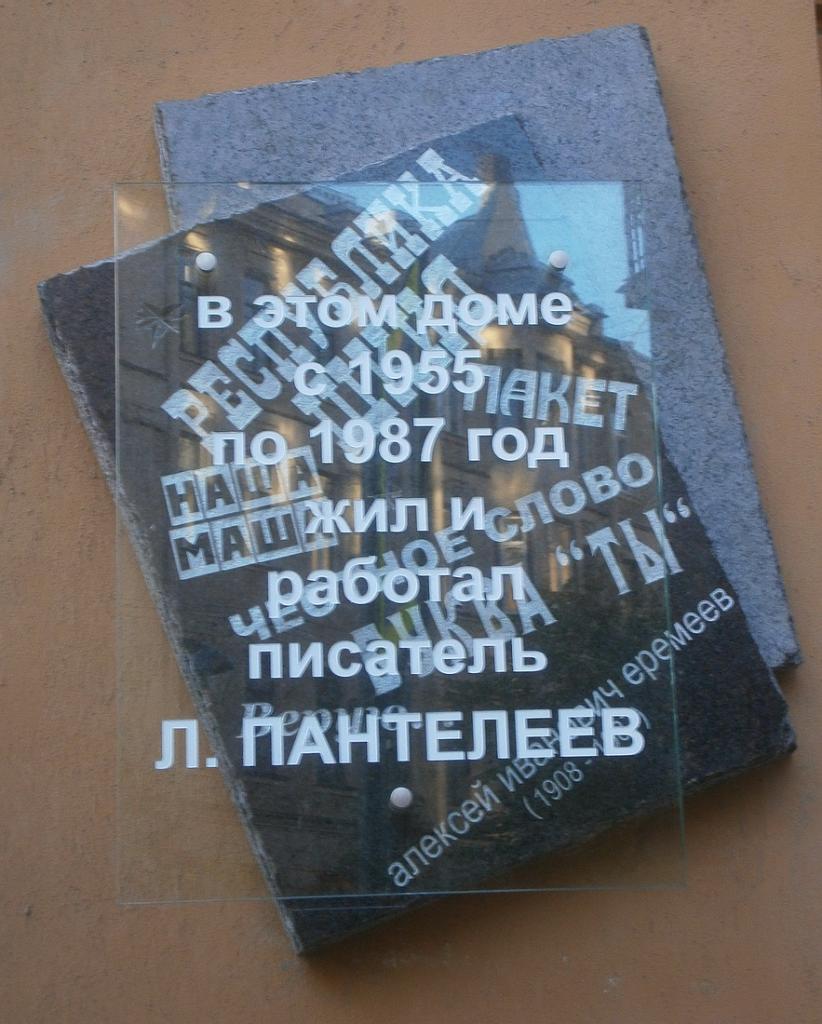 в этом доме
с 1955
по 1987 год
жил и
работал
писатель
Л. ПАНТЕЛЕЕВ
РЕСПУБЛИКА
ШКИД
ПАКЕТ
НАША
МАША
ЧЕСТНОЕ СЛОВО
БУКВА “ТЫ“
Верую
алексей иванович еремеев
(1908 -